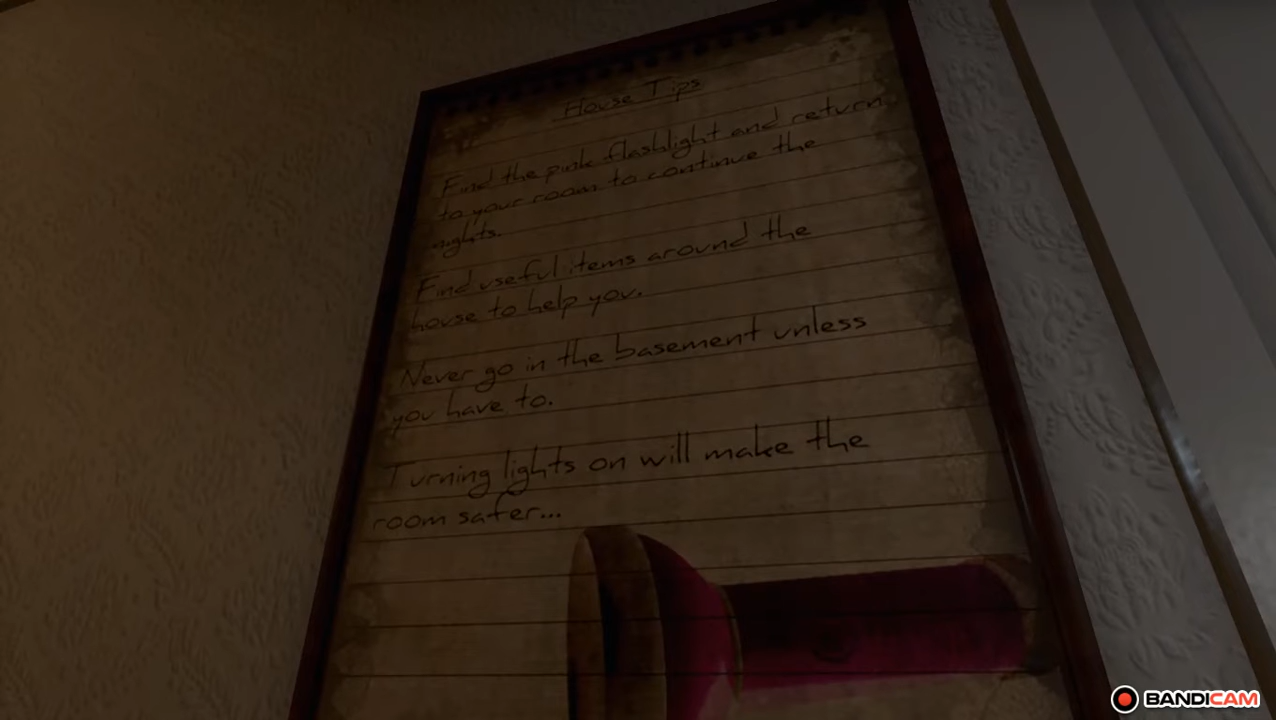 House Tips
Find the pink flashlight and return
to your room to continue the
nights.
Find useful items around the
house to help you.
Never go in the basement unless
you have to.
Turning lights on will make the
room safer...
BANDICAM